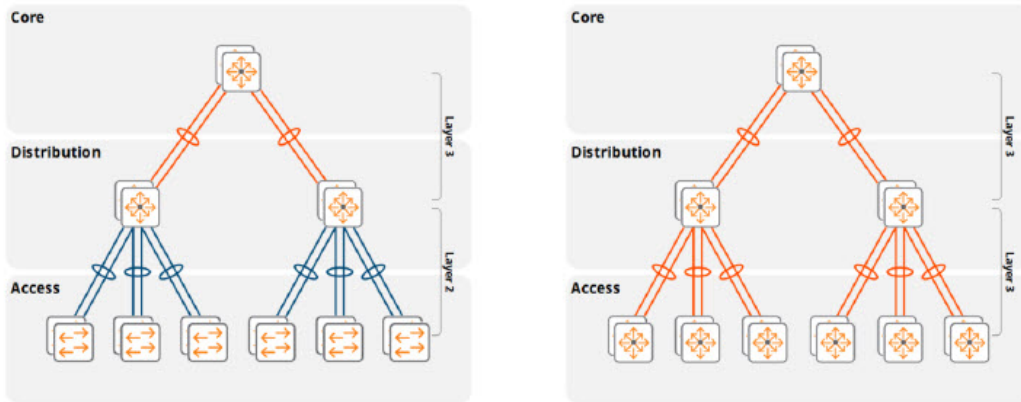 Core
Layer 3
Distribution
Layer 2
Access
Core
Layer 3
Distribution
Layer 3
Access